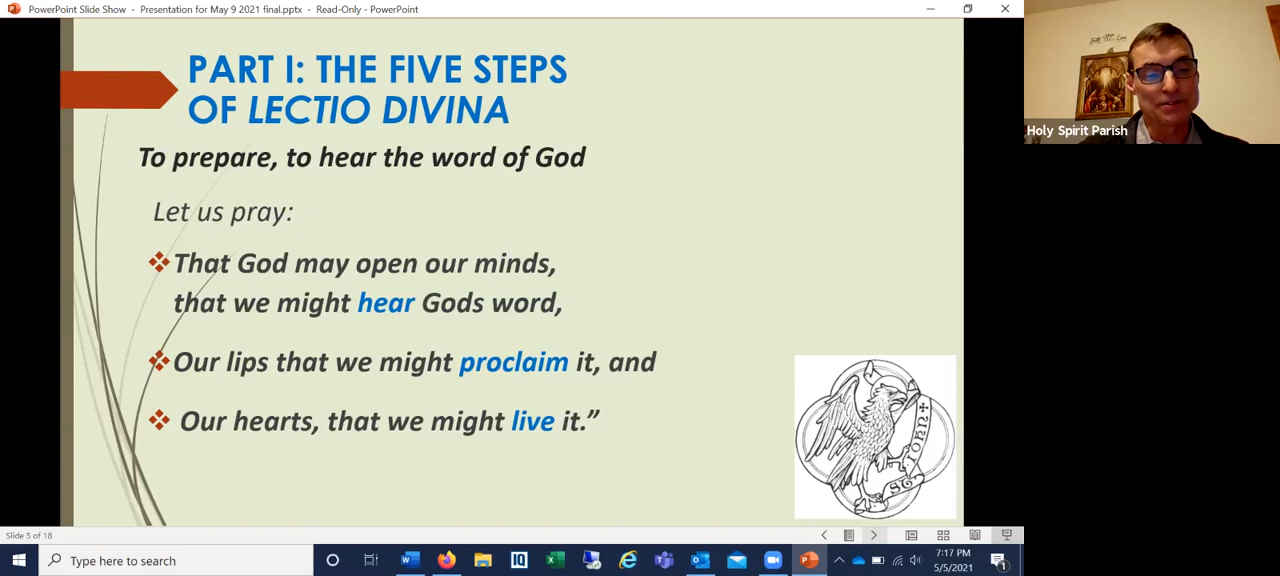 PowerPoint Slide Show - Presentation for May 9 2021 final.pptx - Read-Only - PowerPoint
PART I: THE FIVE STEPS
OF LECTIO DIVINA
To prepare, to hear the word of God
Let us pray:
That God may open our minds,
that we might hear Gods word,
Our lips that we might proclaim it, and
Our hearts, that we might live it.”
Holy Spirit Parish
Slide 5 of 18
Type here to search
7:17 PM
5/5/2021
1